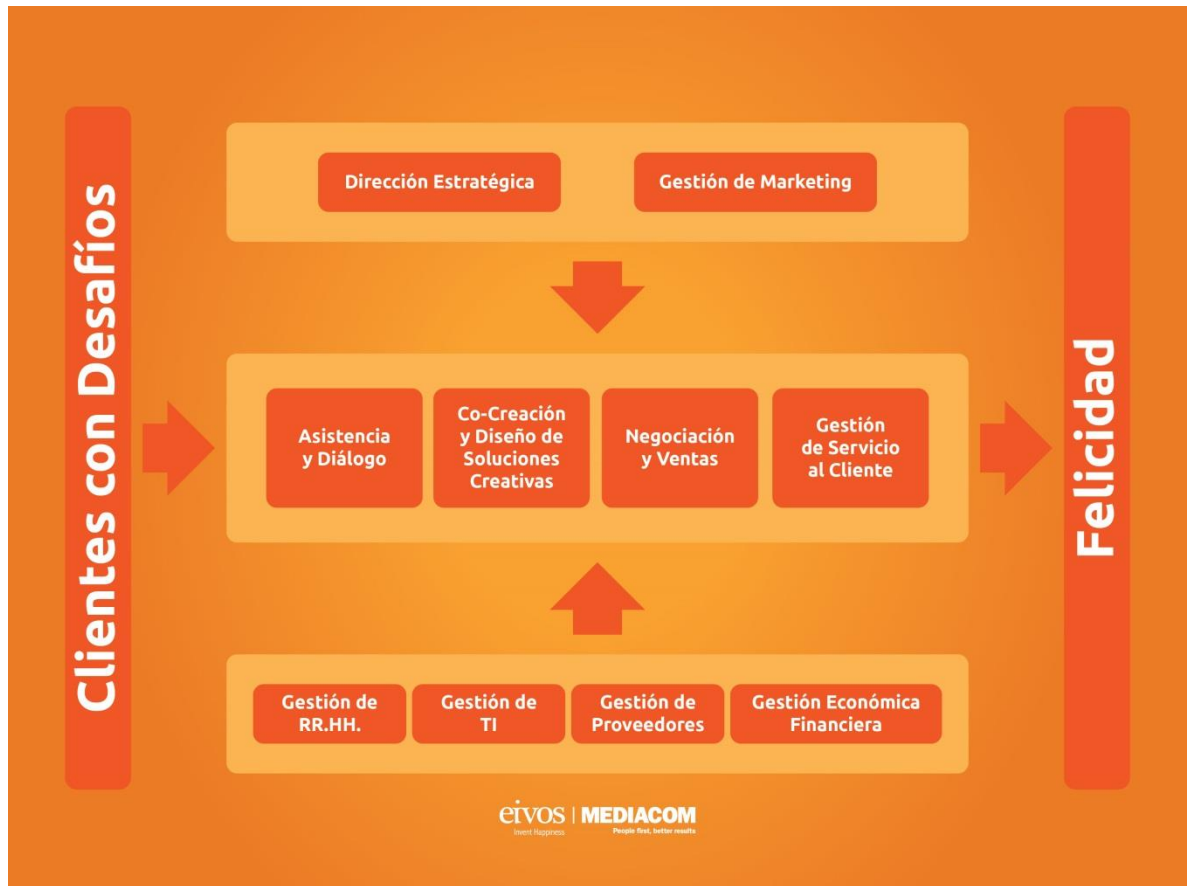 Clientes con Desafíos
Dirección Estratégica
Gestión de Marketing
Asistencia
y Diálogo
Co-Creación
y Diseño de
Soluciones
Creativas
Negociación
y Ventas
Gestión
de Servicio
al Cliente
Gestión de
RR.HH.
Gestión de
TI
Gestión de
Proveedores
Gestión Económica
Financiera
Felicidad
eivos | MEDIACOM
Invent Happiness
People first, better results